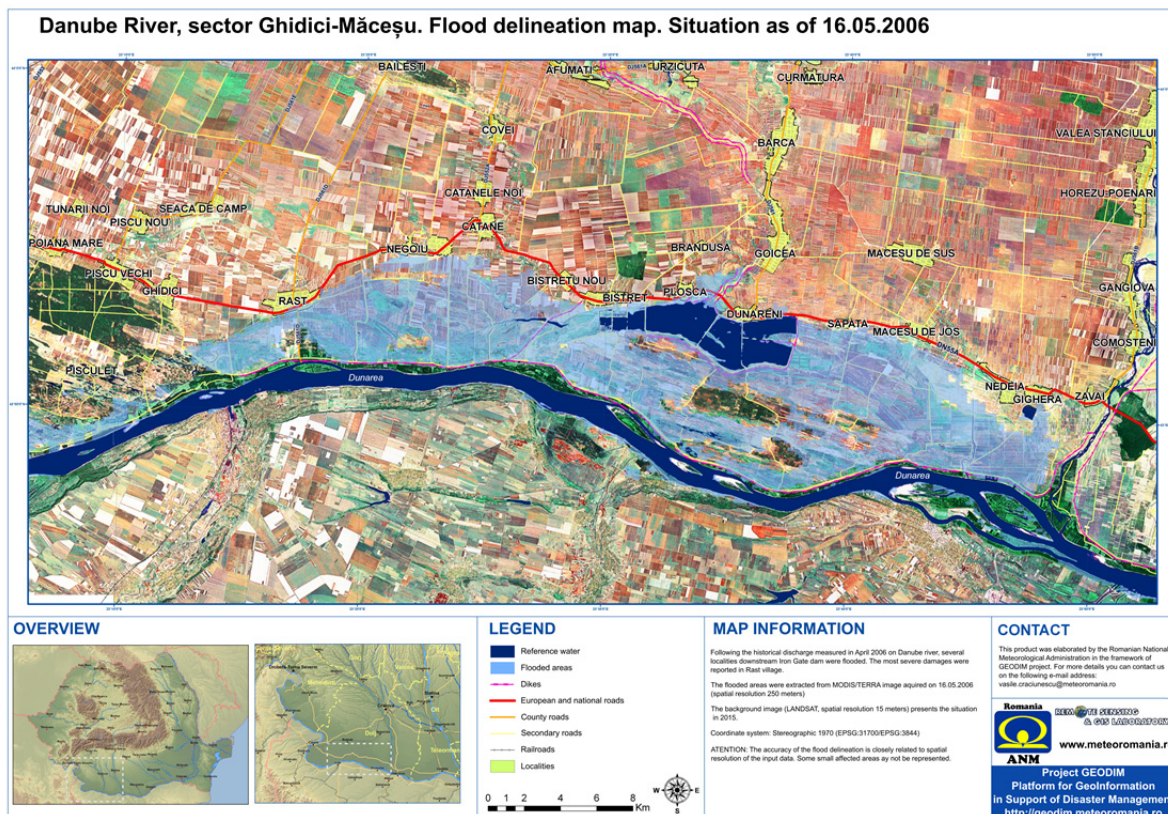 Danube River, sector Ghidici-Măceșu. Flood delineation map. Situation as of 16.05.2006
BAILESTI
AFUMATI
URZICUTA
CURMATURA
COVEI
BARCA
VALEA STANCIULUI
CATANELE NOI
HOREZU POENARI
TUNARII NOI
SEACA DE CAMP
PISCU NOU
CATANE
POIANA MARE
NEGOIU
BRANDUSA
GOICEA
MACESU DE SUS
PISCU VECHI
BISTRETU NOU
GHIDICI
PLOSCA
GANGIOVA
RAST
BISTRET
DUNARENI
SAPATA
MACESU DE JOS
DN55A
COMOSTENI
PISCULET
Dunarea
NEDEIA
GIGHERA
ZAVAL
Dunarea
OVERVIEW
LEGEND
Reference water
Flooded areas
Dikes
European and national roads
County roads
Secondary roads
Railroads
Localities
0 1 2 4 6 8
Km
N
W E
S
MAP INFORMATION
Following the historical discharge measured in April 2006 on Danube river, several
localities downstream Iron Gate dam were flooded. The most severe damages were
reported in Rast village.
The flooded areas were extracted from MODIS/TERRA image aquired on 16.05.2006
(spatial resolution 250 meters)
The background image (LANDSAT, spatial resolution 15 meters) presents the situation
in 2015.
Coordinate system: Stereographic 1970 (EPSG:31700/EPSG:3844)
ATENTION: The accuracy of the flood delineation is closely related to spatial
resolution of the input data. Some small affected areas ay not be represented.
CONTACT
This product was elaborated by the Romanian National
Meteorological Administration in the framework of
GEODIM project. For more details you can contact us
on the following e-mail address:
vasile.craciunescu@meteoromania.ro
Romania
ANM
REMOTE SENSING
& GIS LABORATORY
www.meteoromania.r
Project GEODIM
Platform for GeoInformation
in Support of Disaster Management
http://geodim.meteoromania.ro